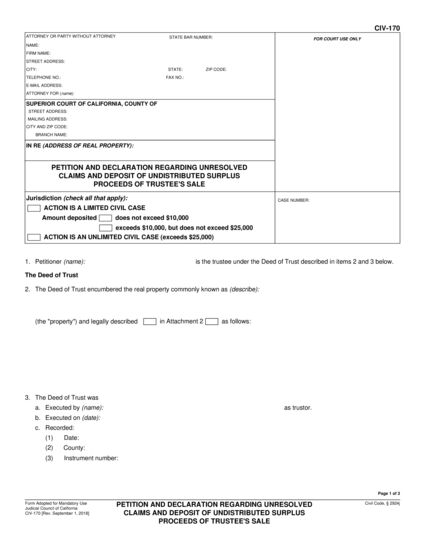 CIV-170
ATTORNEY OR PARTY WITHOUT ATTORNEY STATE BAR NUMBER:
FOR COURT USE ONLY
NAME:
FIRM NAME:
STREET ADDRESS:
CITY: STATE: ZIP CODE:
TELEPHONE NO.: FAX NO.:
E-MAIL ADDRESS:
ATTORNEY FOR (name):
SUPERIOR COURT OF CALIFORNIA, COUNTY OF
STREET ADDRESS:
MAILING ADDRESS:
CITY AND ZIP CODE:
BRANCH NAME:
IN RE (ADDRESS OF REAL PROPERTY):
PETITION AND DECLARATION REGARDING UNRESOLVED
CLAIMS AND DEPOSIT OF UNDISTRIBUTED SURPLUS
PROCEEDS OF TRUSTEE'S SALE
Jurisdiction (check all that apply):
CASE NUMBER:
ACTION IS A LIMITED CIVIL CASE
Amount deposited does not exceed $10,000
exceeds $10,000, but does not exceed $25,000
ACTION IS AN UNLIMITED CIVIL CASE (exceeds $25,000)
1. Petitioner (name): is the trustee under the Deed of Trust described in items 2 and 3 below.
The Deed of Trust
2. The Deed of Trust encumbered the real property commonly known as (describe):
(the "property") and legally described in Attachment 2 as follows:
3. The Deed of Trust was
a. Executed by (name): as trustor.
b. Executed on (date):
c. Recorded:
(1) Date:
(2) County:
(3) Instrument number:
Page 1 of 3
Form Adopted for Mandatory Use
Judicial Council of California
CIV-170 [Rev. September 1, 2018]
PETITION AND DECLARATION REGARDING UNRESOLVED
CLAIMS AND DEPOSIT OF UNDISTRIBUTED SURPLUS
PROCEEDS OF TRUSTEE'S SALE
Civil Code, § 2924j